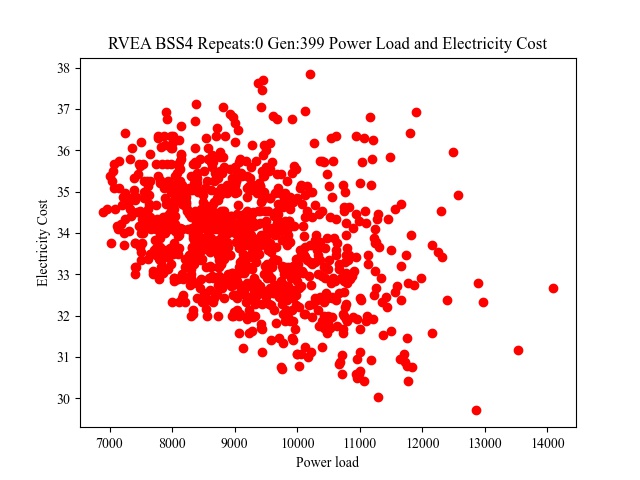 RVEA BSS4 Repeats:0 Gen:399 Power Load and Electricity Cost
38
37
36
35
34
33
32
31
30
Electricity Cost
7000 8000 9000 10000 11000 12000 13000 14000
Power load